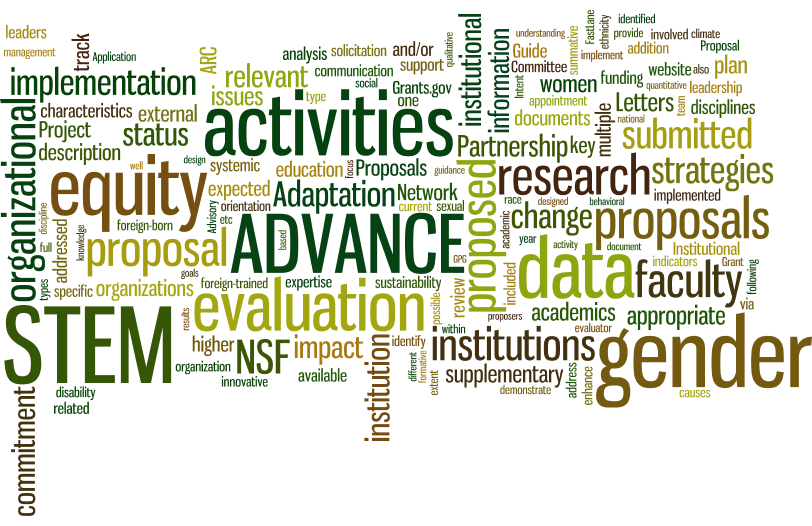 leaders
management
track
Application
ARC
analysis
solicitation
and/or
support
qualitative
institutional
information
understanding
Guide
Committee
summative
FastLane
ethnicity
identified
provide
implement
addition
involved
climate
Proposal
also
plan
website
quantitative
leadership
implementation
relevant
communication
issues
type
social
Grants.gov
one
Intent
women
funding
appointment
documents
multiple
Letters
national
team
disciplines
organizational
characteristics
external
Project
status
description
activities
Partnership
key
submitted
design
systemic
well
education
focus
Proposals
guidance
research
strategies
equity
expected
orientation
Adaptation
Network
current
sexual
proposed
race
designed
behavioral
implemented
discipline
full
addressed
knowledge
foreign-born
Advisory
etc
academic
change
year
proposals
proposal
based
ADVANCE
GPG
activity
document
Institutional
indicators
Grant
data
faculty
following
via
types
specific
organizations
goals
foreign-trained
expertise
sustainability
possible
review
included
proposers
academics
appropriate
evaluation
results
STEM
higher
NSF
impact
identify
within
institutions
evaluator
gender
organization
innovative
available
institution
different
formative
extent
supplementary
demonstrate
address
enhance
causes
disability
related
commitment